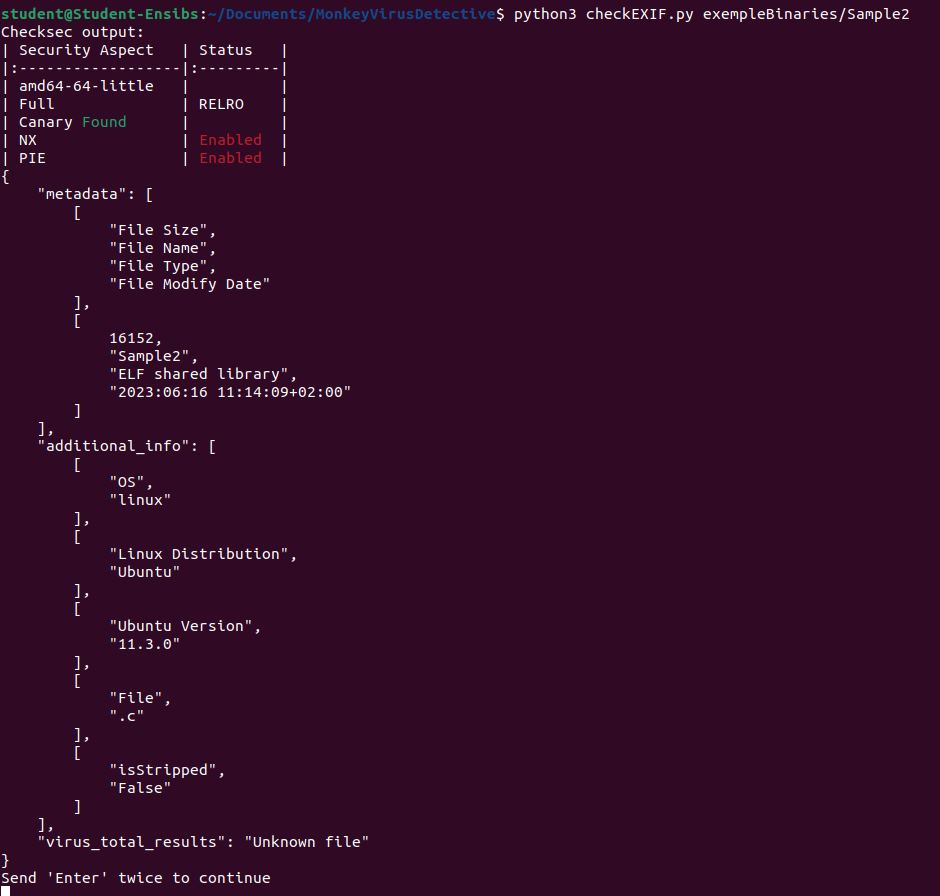 student@Student-Ensibs:~/Documents/MonkeyVirusDetective$ python3 checkEXIF.py exempleBinaries/Sample2
Checksec output:
| Security Aspect   | Status   |
|:------------------|:---------|
| amd64-64-little   |          |
| Full              | RELRO    |
| Canary Found      |          |
| NX                | Enabled  |
| PIE               | Enabled  |
{
    "metadata": [
        [
            "File Size",
            "File Name",
            "File Type",
            "File Modify Date"
        ],
        [
            16152,
            "Sample2",
            "ELF shared library",
            "2023:06:16 11:14:09+02:00"
        ]
    ],
    "additional_info": [
        [
            "OS",
            "linux"
        ],
        [
            "Linux Distribution",
            "Ubuntu"
        ],
        [
            "Ubuntu Version",
            "11.3.0"
        ],
        [
            "File",
            ".c"
        ],
        [
            "isStripped",
            "False"
        ]
    ],
    "virus_total_results": "Unknown file"
}
Send 'Enter' twice to continue